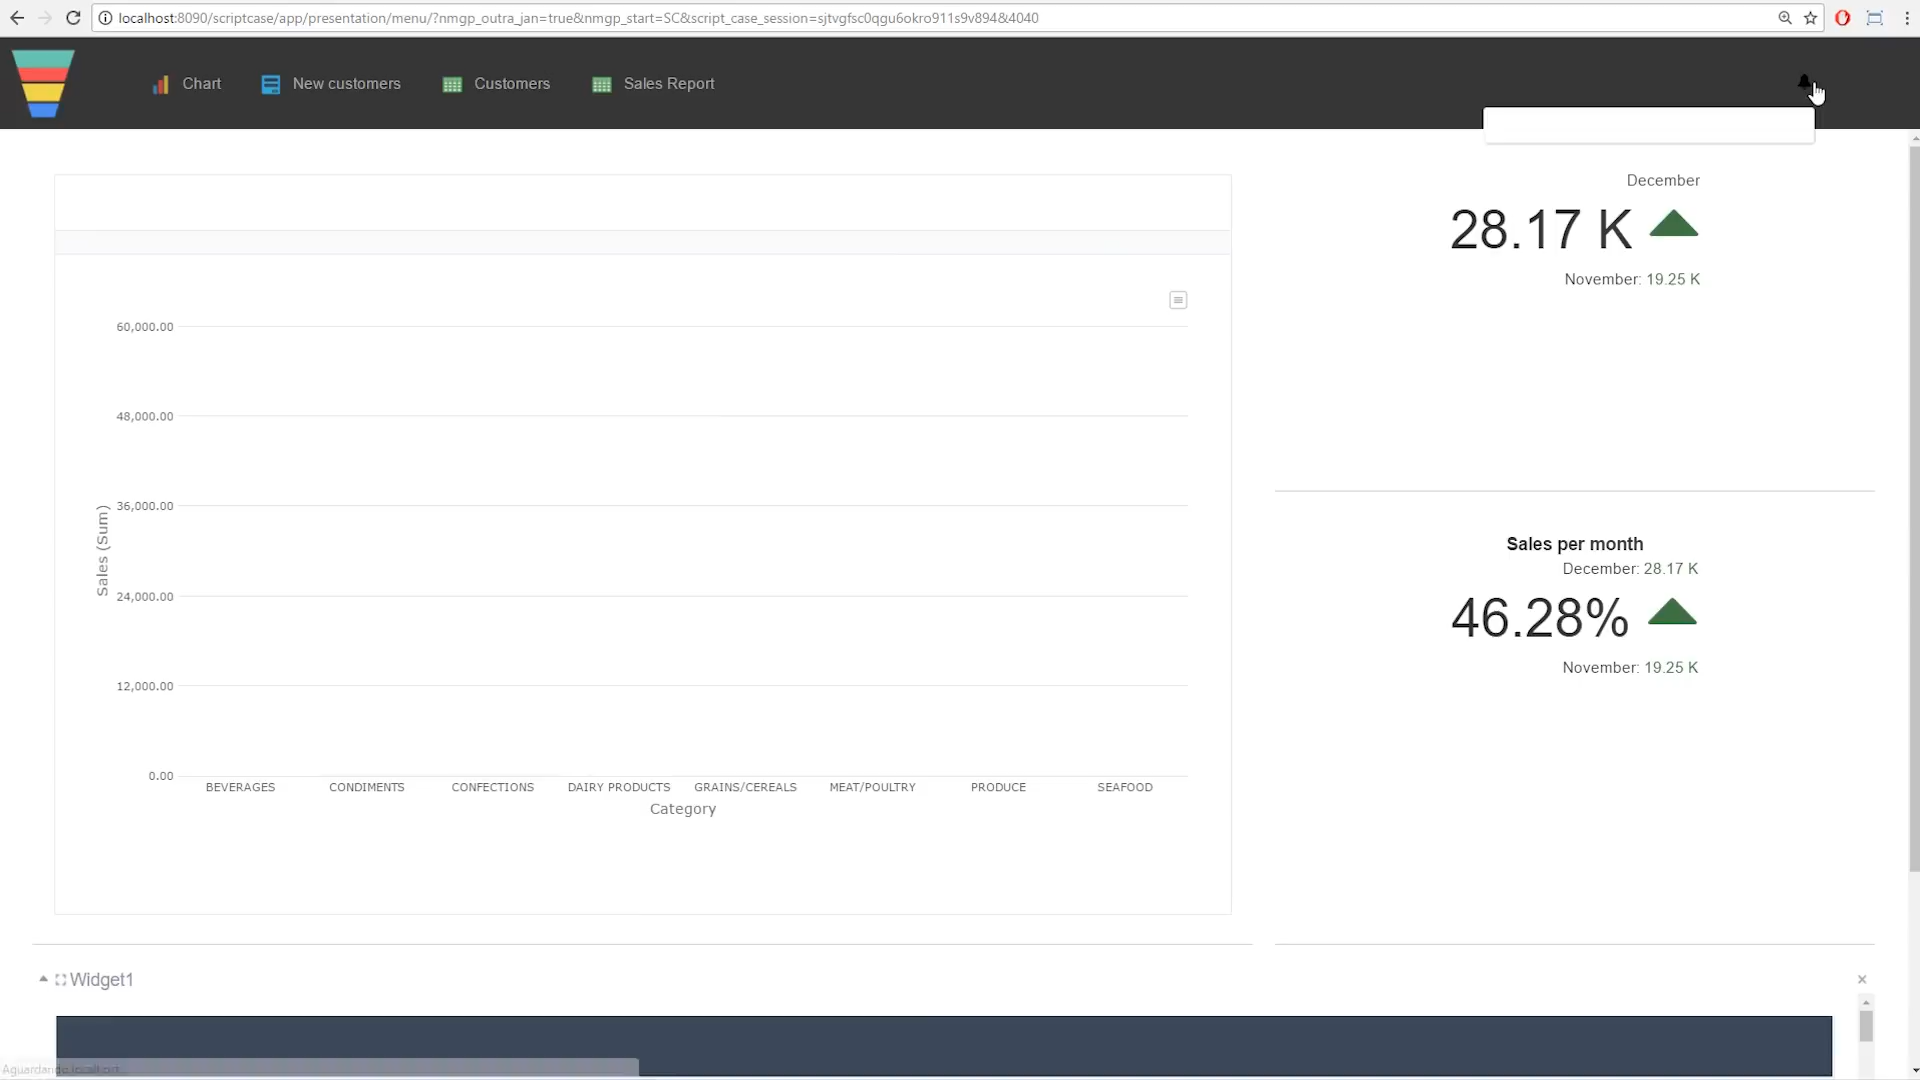 localhost:8090/scriptcase/app/presentation/menu/?nmgp_outra_jan=true&nmgp_start=SC&script_case_session=sjtvgfsc0qgu6okro911s9v894&4040
Chart
New customers
Customers
Sales Report
December
28.17 K
November: 19.25 K
60,000.00
48,000.00
36,000.00
24,000.00
12,000.00
0.00
Sales (Sum)
BEVERAGES
CONDIMENTS
CONFECTIONS
DAIRY PRODUCTS
GRAINS/CEREALS
MEAT/POULTRY
PRODUCE
SEAFOOD
Category
Sales per month
December: 28.17 K
46.28%
November: 19.25 K
Widget1